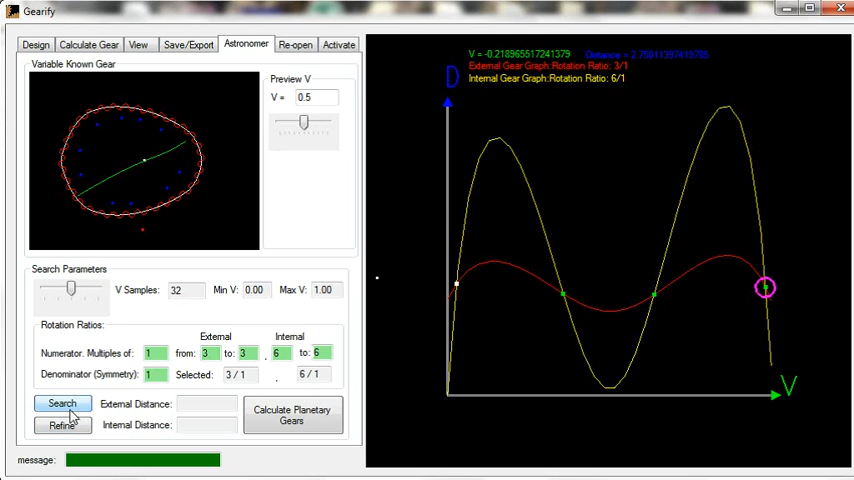 Gearify
Design Calculate Gear View Save/Export Astronomer Re-open Activate
Variable Known Gear
Preview V
V = 0.5
Search Parameters
V Samples: 32 Min V: 0.00 Max V: 1.00
Rotation Ratios:
External Internal
Numerator. Multiples of: 1 from: 3 to: 3 , 6 to: 6
Denominator (Symmetry): 1 Selected: 3 / 1 , 6 / 1
Search External Distance:
Refine Internal Distance:
Calculate Planetary
Gears
message:
V = -0.218965517241379
External Gear Graph Rotation Ratio: 3/1
Internal Gear Graph:Rotation Ratio: 6/1
D
V